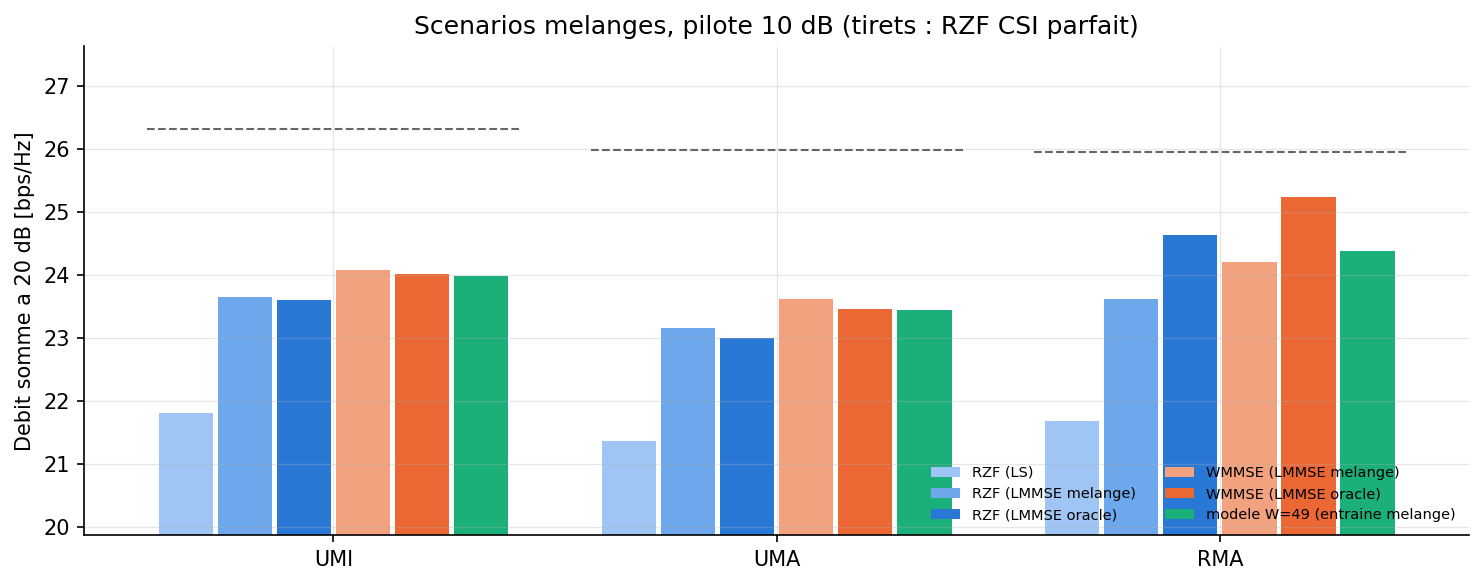 Scenarios melanges, pilote 10 dB (tirets : RZF CSI parfait)
Debit somme a 20 dB [bps/Hz]
27
26
25
24
23
22
21
20
RZF (LS)
RZF (LMMSE melange)
RZF (LMMSE oracle)
WMMSE (LMMSE melange)
WMMSE (LMMSE oracle)
modele W=49 (entraine melange)
UMI
UMA
RMA